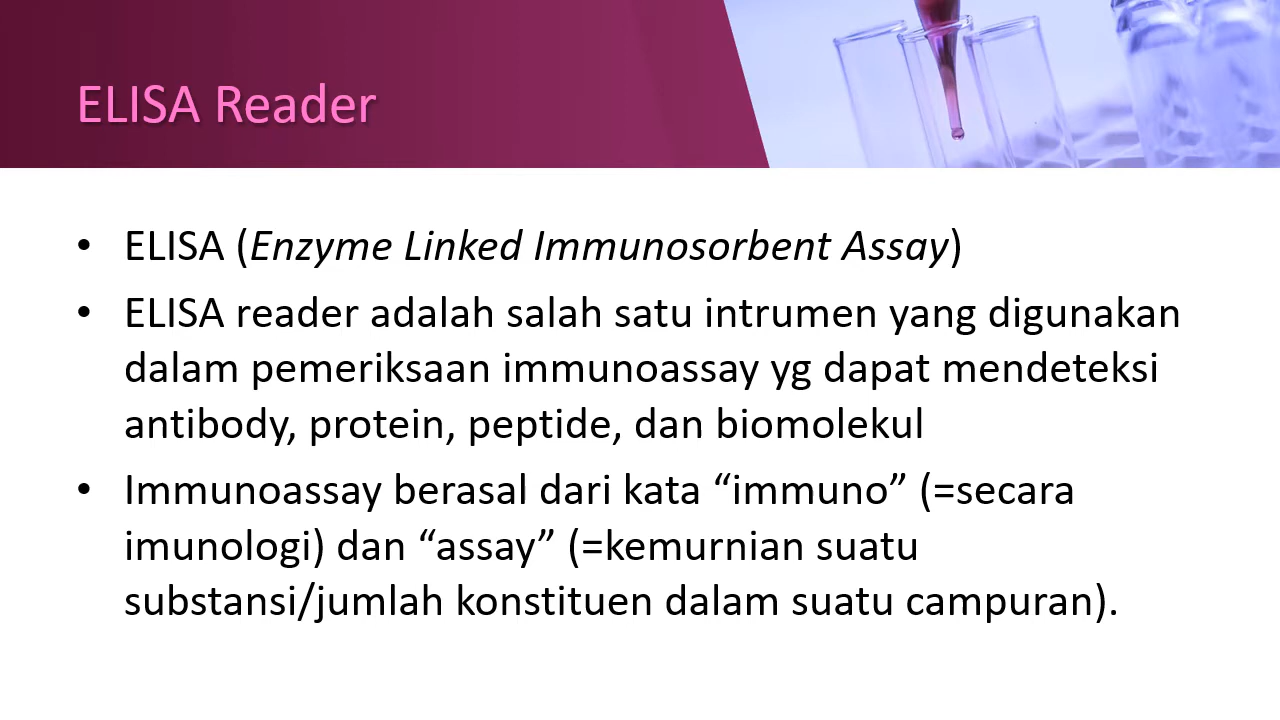 ELISA Reader
• ELISA (Enzyme Linked Immunosorbent Assay)
• ELISA reader adalah salah satu intrumen yang digunakan
dalam pemeriksaan immunoassay yg dapat mendeteksi
antibody, protein, peptide, dan biomolekul
• Immunoassay berasal dari kata “immuno” (=secara
imunologi) dan “assay” (=kemurnian suatu
substansi/jumlah konstituen dalam suatu campuran).